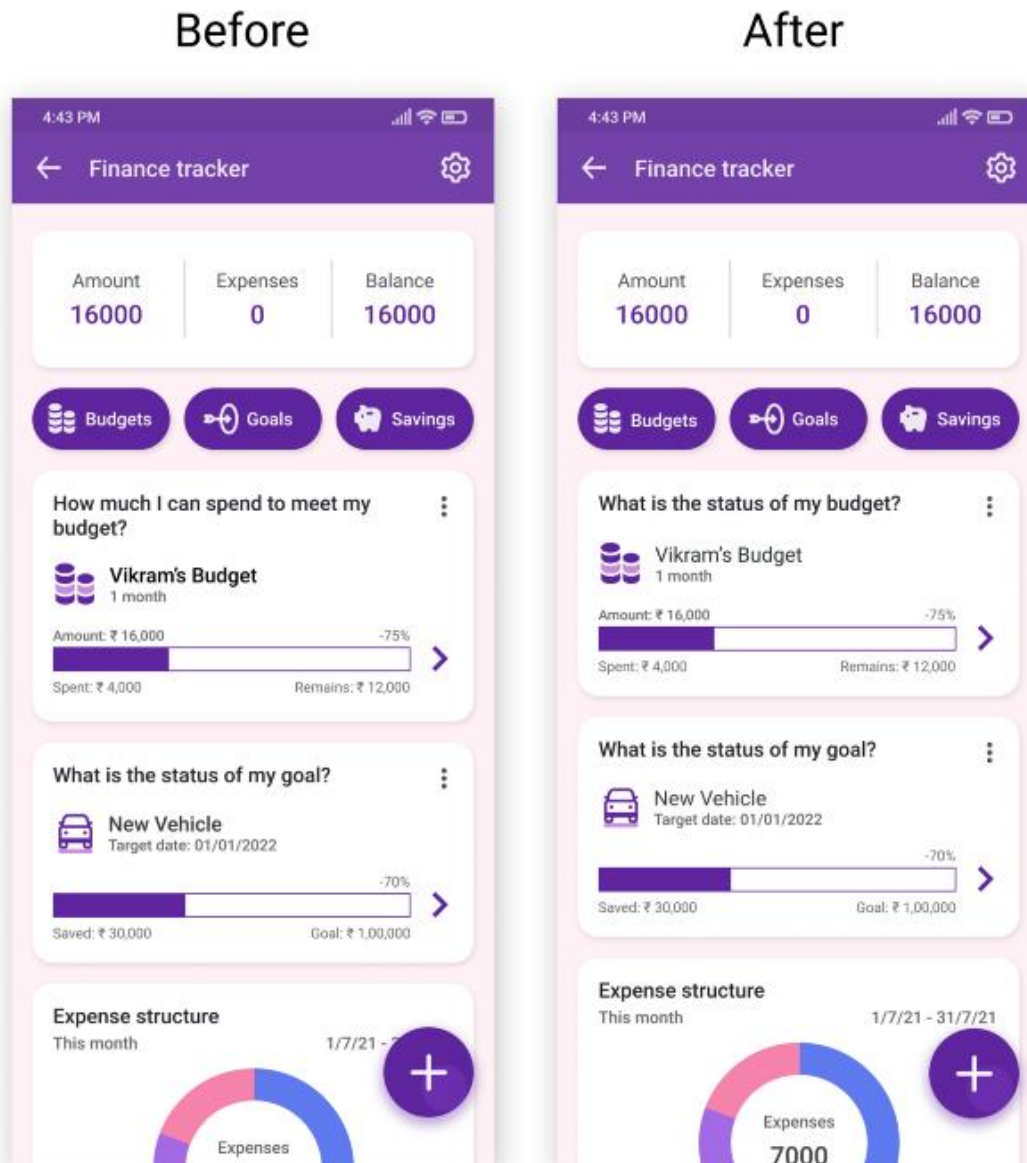 Before
4:43 PM
Finance tracker
Amount Expenses Balance
16000 0 16000
Budgets Goals Savings
How much I can spend to meet my
budget?
Vikram's Budget
1 month
Amount: ₹ 16,000 -75%
Spent: ₹ 4,000 Remains: ₹ 12,000
What is the status of my goal?
New Vehicle
Target date: 01/01/2022
-70%
Saved: ₹ 30,000 Goal: ₹ 1,00,000
Expense structure
This month 1/7/21 -
Expenses
After
4:43 PM
Finance tracker
Amount Expenses Balance
16000 0 16000
Budgets Goals Savings
What is the status of my budget?
Vikram's Budget
1 month
Amount: ₹ 16,000 -75%
Spent: ₹ 4,000 Remains: ₹ 12,000
What is the status of my goal?
New Vehicle
Target date: 01/01/2022
-70%
Saved: ₹ 30,000 Goal: ₹ 1,00,000
Expense structure
This month 1/7/21 - 31/7/21
Expenses
7000